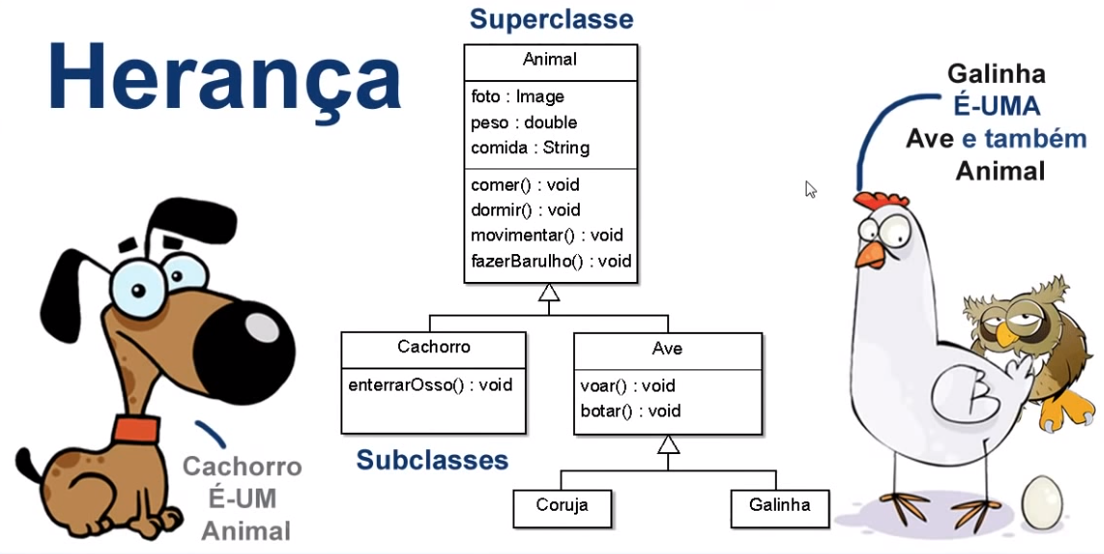 Herança
Superclasse
Animal
foto : Image
peso : double
comida : String
comer() : void
dormir() : void
movimentar() : void
fazerBarulho() : void
Cachorro
enterrarOsso() : void
Ave
voar() : void
botar() : void
Subclasses
Coruja
Galinha
Cachorro
É-UM
Animal
Galinha
É-UMA
Ave e também
Animal